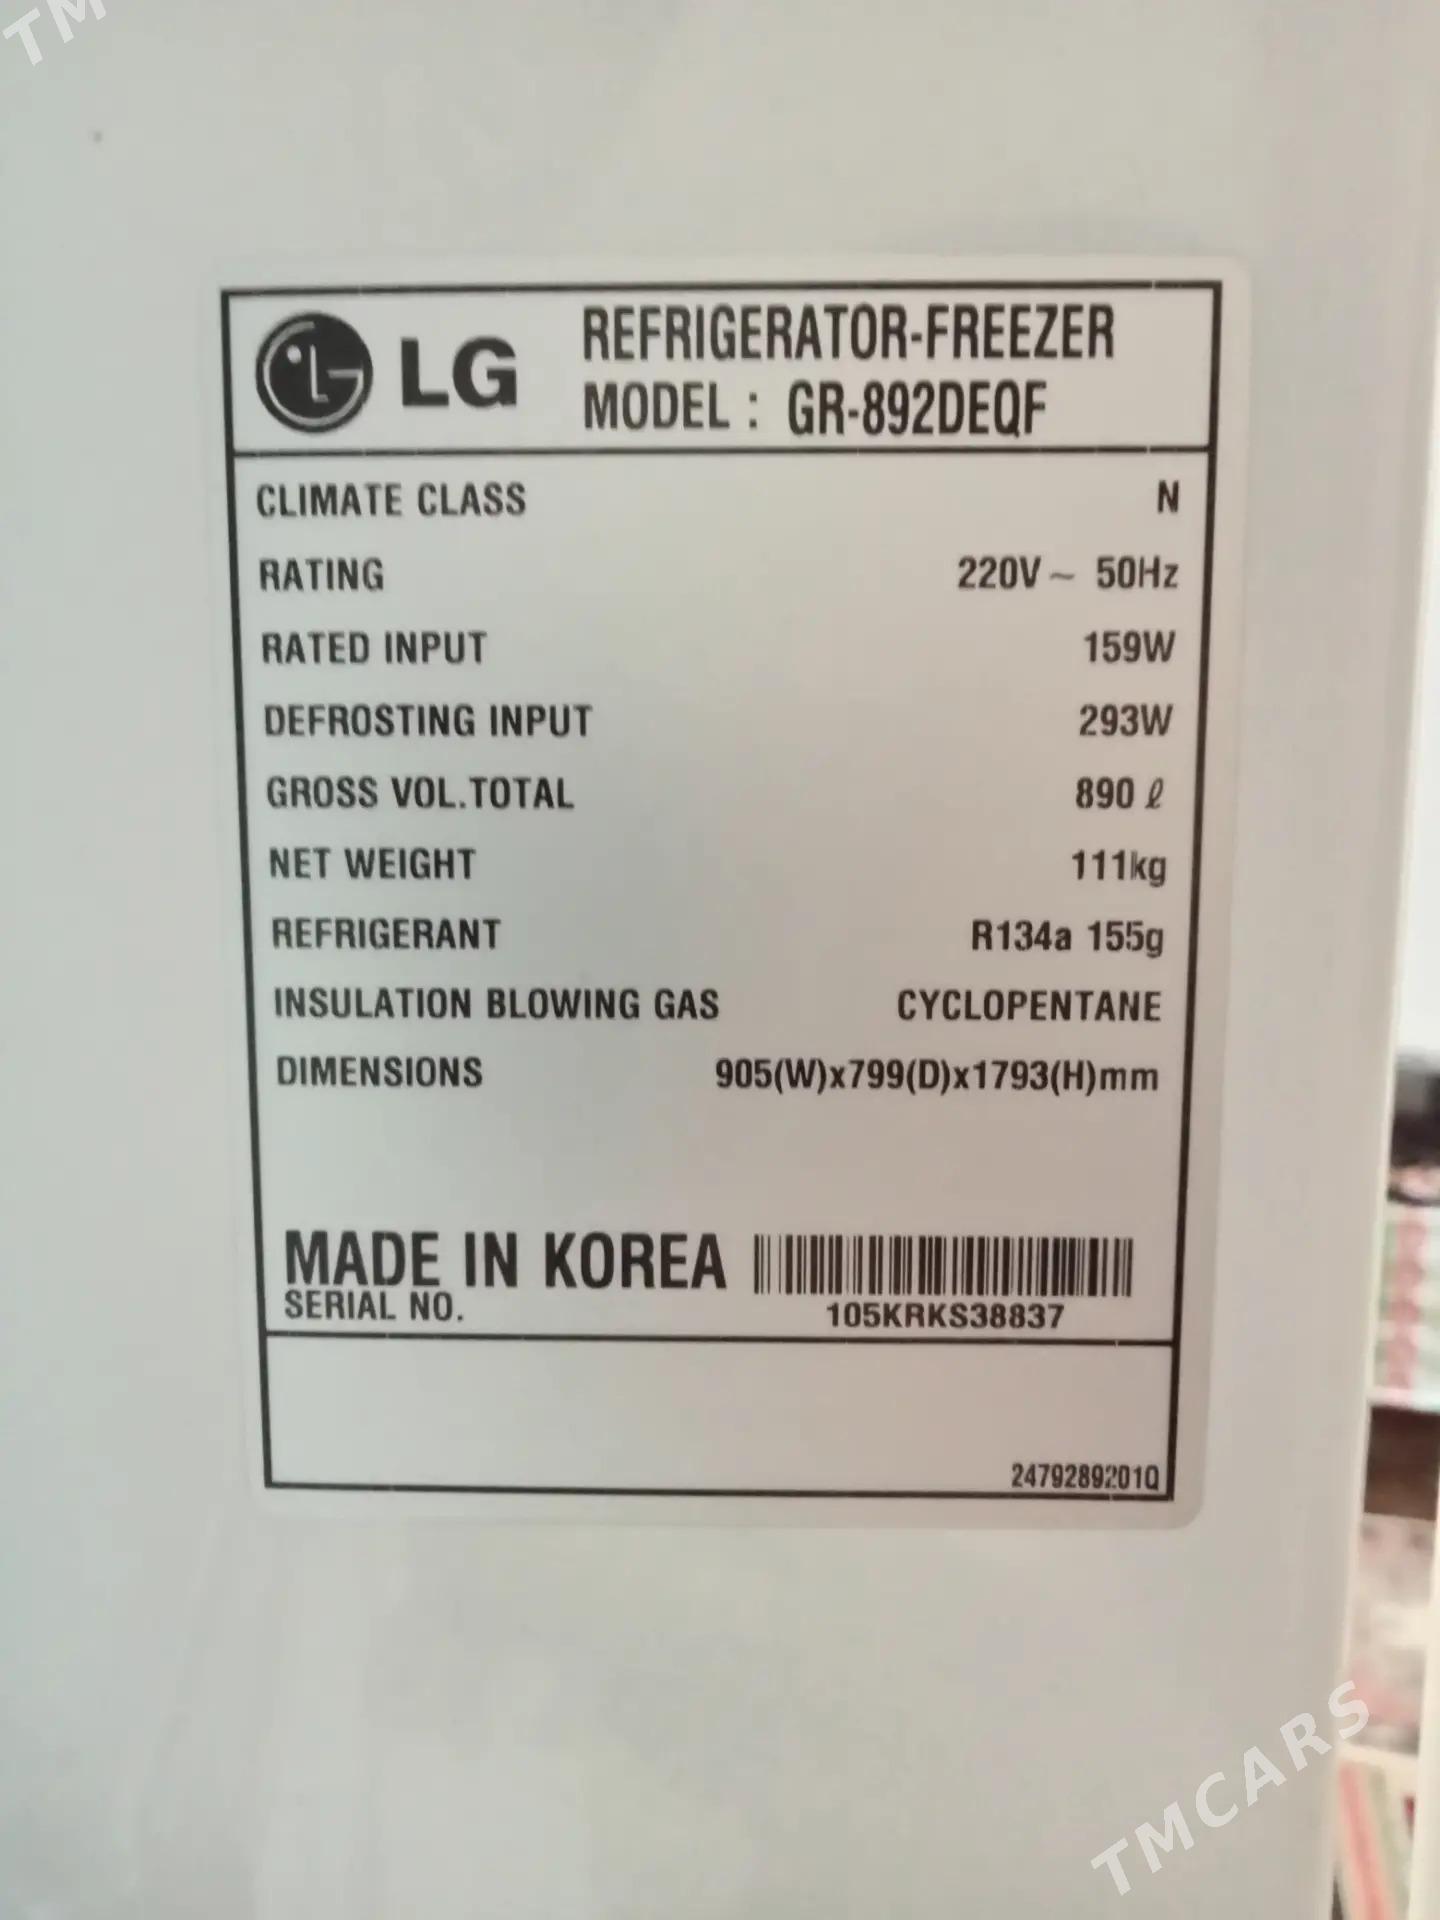 TM
LG
REFRIGERATOR-FREEZER
MODEL : GR-892DEQF
CLIMATE CLASS N
RATING 220V~ 50Hz
RATED INPUT 159W
DEFROSTING INPUT 293W
GROSS VOL.TOTAL 890 ℓ
NET WEIGHT 111kg
REFRIGERANT R134a 155g
INSULATION BLOWING GAS CYCLOPENTANE
DIMENSIONS 905(W)x799(D)x1793(H)mm
MADE IN KOREA
SERIAL NO. 105KRKS38837
2479289201Q
TMCARS